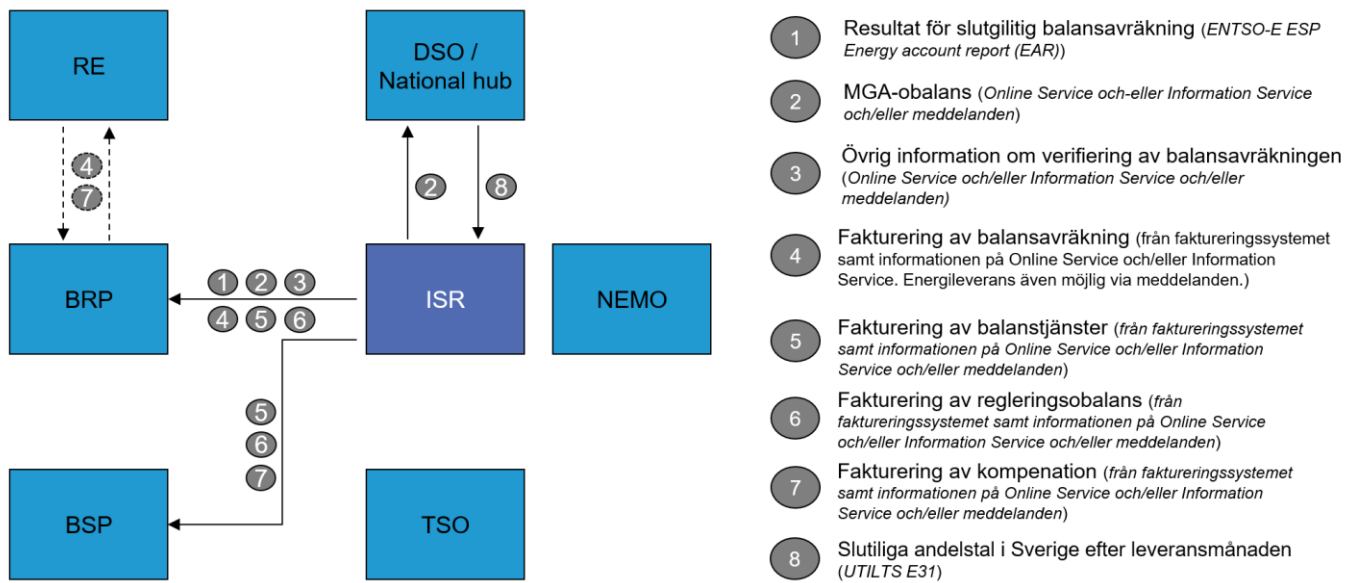 RE
DSO /
National hub
4
7
2
8
BRP
1 2 3
4 5 6
ISR
NEMO
5
6
7
BSP
TSO
1 Resultat för slutgilitig balansavräkning (ENTSO-E ESP
Energy account report (EAR))
2 MGA-obalans (Online Service och-eller Information Service
och/eller meddelanden)
3 Övrig information om verifiering av balansavräkningen
(Online Service och/eller Information Service och/eller
meddelanden)
4 Fakturering av balansavräkning (från faktureringssystemet
samt informationen på Online Service och/eller Information
Service. Energileverans även möjlig via meddelanden.)
5 Fakturering av balanstjänster (från faktureringssystemet
samt informationen på Online Service och/eller Information
Service och/eller meddelanden)
6 Fakturering av regleringsobalans (från
faktureringssystemet samt informationen på Online Service
och/eller Information Service och/eller meddelanden)
7 Fakturering av kompenation (från faktureringssystemet
samt informationen på Online Service och/eller Information
Service och/eller meddelanden)
8 Slutiliga andelstal i Sverige efter leveransmånaden
(UTILTS E31)